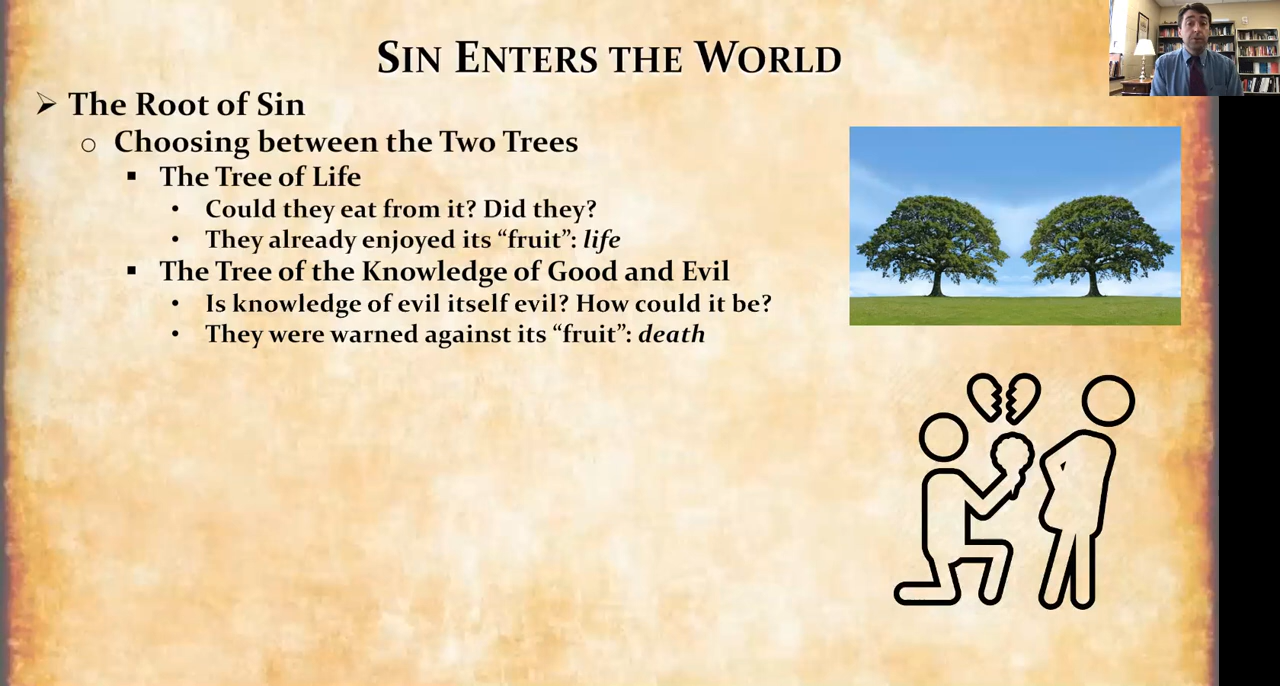 Sin Enters the World
The Root of Sin
Choosing between the Two Trees
The Tree of Life
Could they eat from it? Did they?
They already enjoyed its “fruit”: life
The Tree of the Knowledge of Good and Evil
Is knowledge of evil itself evil? How could it be?
They were warned against its “fruit”: death